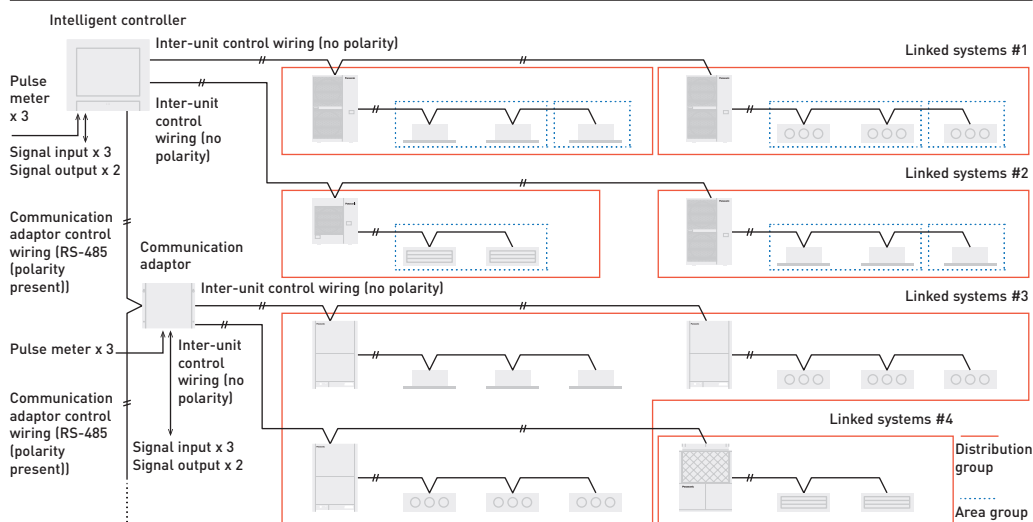 Intelligent controller
Inter-unit control wiring (no polarity)
Linked systems #1
Pulse
meter
x 3
Inter-unit
control
wiring (no
polarity)
Signal input x 3
Signal output x 2
Linked systems #2
Communication
adaptor control
wiring (RS-485
(polarity
present))
Communication
adaptor
Inter-unit control wiring (no polarity)
Linked systems #3
Pulse meter x 3
Inter-unit
control
wiring (no
polarity)
Communication
adaptor control
wiring (RS-485
(polarity
present))
Signal input x 3
Signal output x 2
Linked systems #4
Distribution
group
Area group